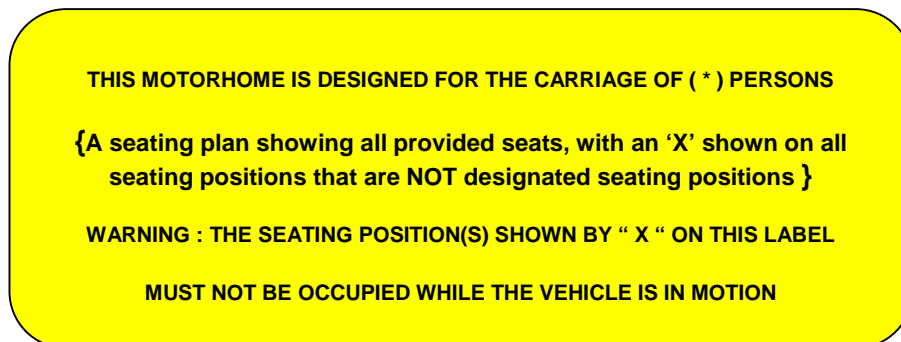 THIS MOTORHOME IS DESIGNED FOR THE CARRIAGE OF ( * ) PERSONS
{A seating plan showing all provided seats, with an ‘X’ shown on all
seating positions that are NOT designated seating positions }
WARNING : THE SEATING POSITION(S) SHOWN BY “ X “ ON THIS LABEL
MUST NOT BE OCCUPIED WHILE THE VEHICLE IS IN MOTION